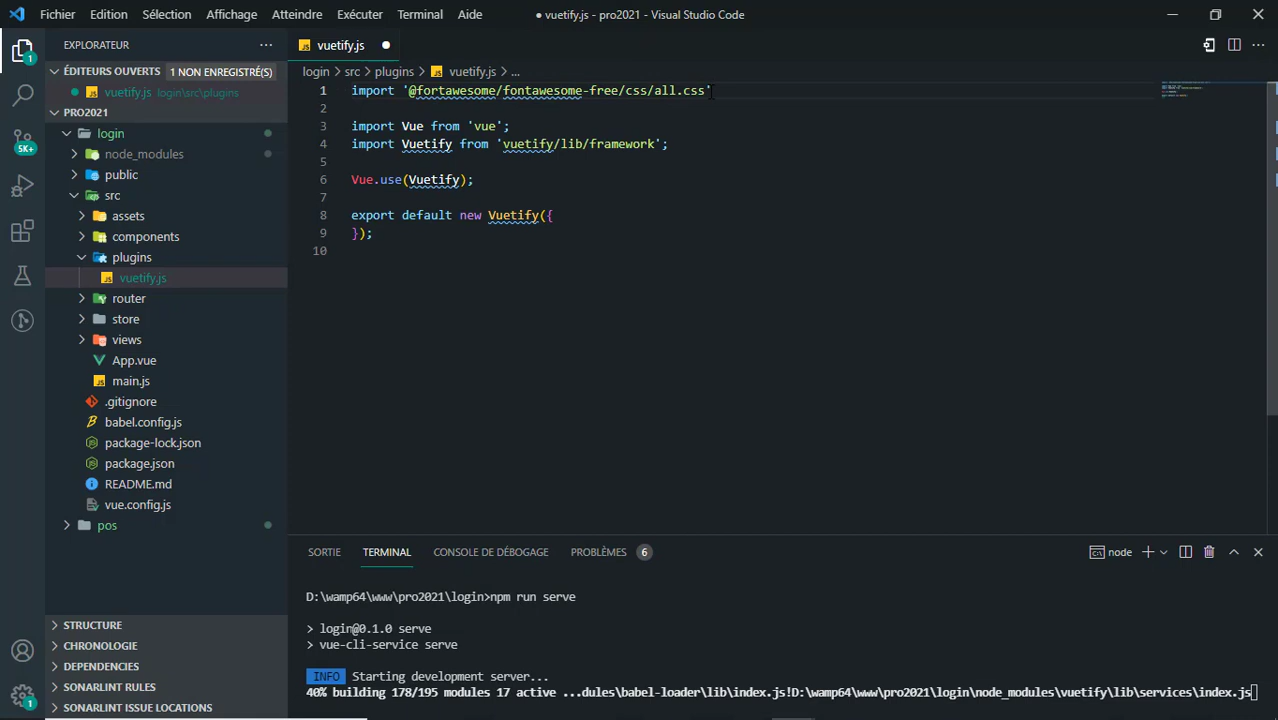 Fichier Edition Sélection Affichage Atteindre Exécuter Terminal Aide ● vuetify.js - pro2021 - Visual Studio Code
EXPLORATEUR ···
ÉDITEURS OUVERTS 1 NON ENREGISTRÉ(S)
● JS vuetify.js login\src\plugins
PRO2021
login
node_modules
public
src
assets
components
plugins
JS vuetify.js
router
store
views
App.vue
JS main.js
.gitignore
babel.config.js
package-lock.json
package.json
README.md
vue.config.js
pos
STRUCTURE
CHRONOLOGIE
DEPENDENCIES
SONARLINT RULES
SONARLINT ISSUE LOCATIONS
1
5K+
1
JS vuetify.js ●
login > src > plugins > JS vuetify.js > ...
1 import '@fortawesome/fontawesome-free/css/all.css'
2
3 import Vue from 'vue';
4 import Vuetify from 'vuetify/lib/framework';
5
6 Vue.use(Vuetify);
7
8 export default new Vuetify({
9 });
10
SORTIE TERMINAL CONSOLE DE DÉBOGAGE PROBLÈMES 6 node
D:\wamp64\www\pro2021\login>npm run serve
> login@0.1.0 serve
> vue-cli-service serve
INFO Starting development server...
40% building 178/195 modules 17 active ...dules\babel-loader\lib\index.js!D:\wamp64\www\pro2021\login\node_modules\vuetify\lib\services\index.js